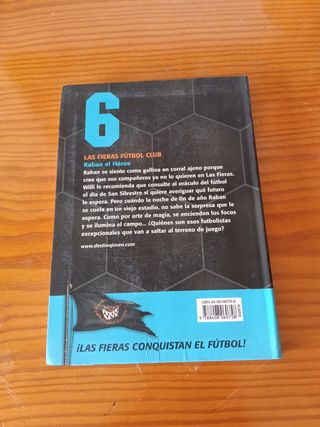 6
LAS FIERAS FÚTBOL CLUB
Raban el Héroe
Raban se siente como gallina en corral ajeno porque
cree que sus compañeros ya no lo quieren en Las Fieras.
Willi le recomienda que consulte al oráculo del fútbol
el día de San Silvestre si quiere averiguar qué futuro
le espera. Pero cuando la noche de fin de año Raban
se cuela en un viejo estadio, no sabe la sorpresa que le
espera. Como por arte de magia, se encienden los focos
y se ilumina el campo... ¿Quiénes son esos futbolistas
excepcionales que van a saltar al terreno de juego?
www.destinojoven.com
¡LAS FIERAS CONQUISTAN EL FÚTBOL!